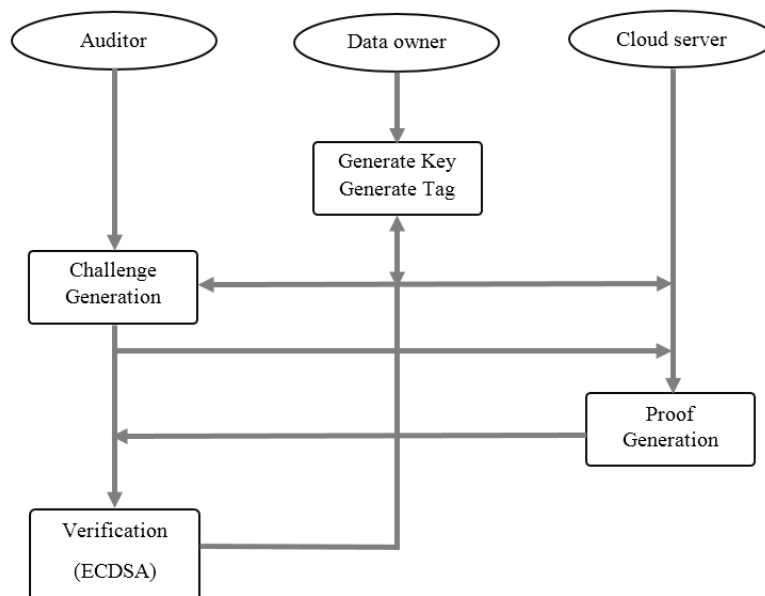 Auditor
Data owner
Cloud server
Generate Key
Generate Tag
Challenge
Generation
Proof
Generation
Verification
(ECDSA)